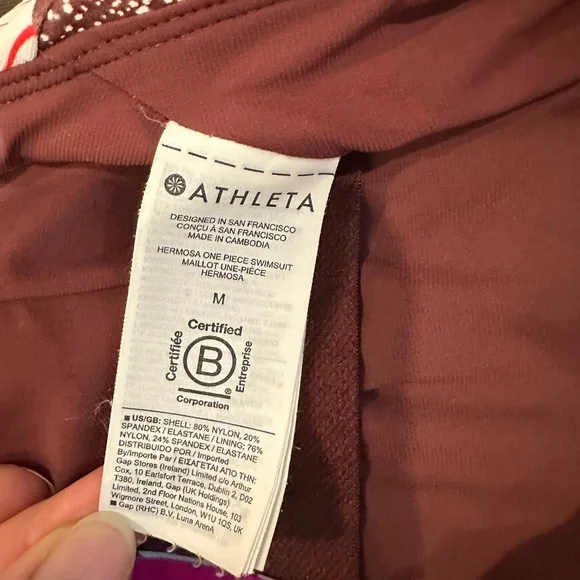 ATHLETA
DESIGNED IN SAN FRANCISCO
CONÇU À SAN FRANCISCO
MADE IN CAMBODIA
HERMOSA ONE PIECE SWIMSUIT
MAILLOT UNE-PIÈCE
HERMOSA
M
Certified
Certifiée
B
®
Entreprise
Corporation
■ US/GB: SHELL: 80% NYLON, 20%
SPANDEX / ELASTANE / LINING: 76%
NYLON, 24% SPANDEX / ELASTANE
DISTRIBUIDO POR / Imported
By/Importe Par / ΕΙΣΑΓΕΤΑΙ ΑΠΟ ΤΗΝ:
Gap Stores (Ireland) Limited c/o Arthur
Cox, 10 Earlsfort Terrace, Dublin 2, D02
T380, Ireland, Gap (UK Holdings)
Limited, 2nd Floor Nations House, 103
Wigmore Street, London, W1U 1QS, UK
■ Gap (RHC) B.V. Luna ArenA